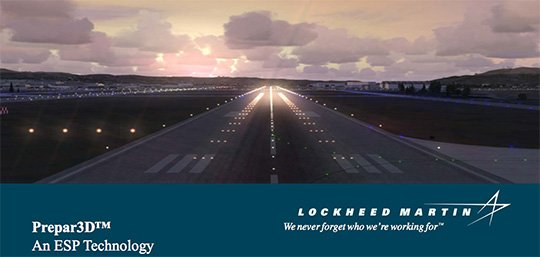 LOCKHEED MARTIN
We never forget who we're working for™
Prepar3D™
An ESP Technology